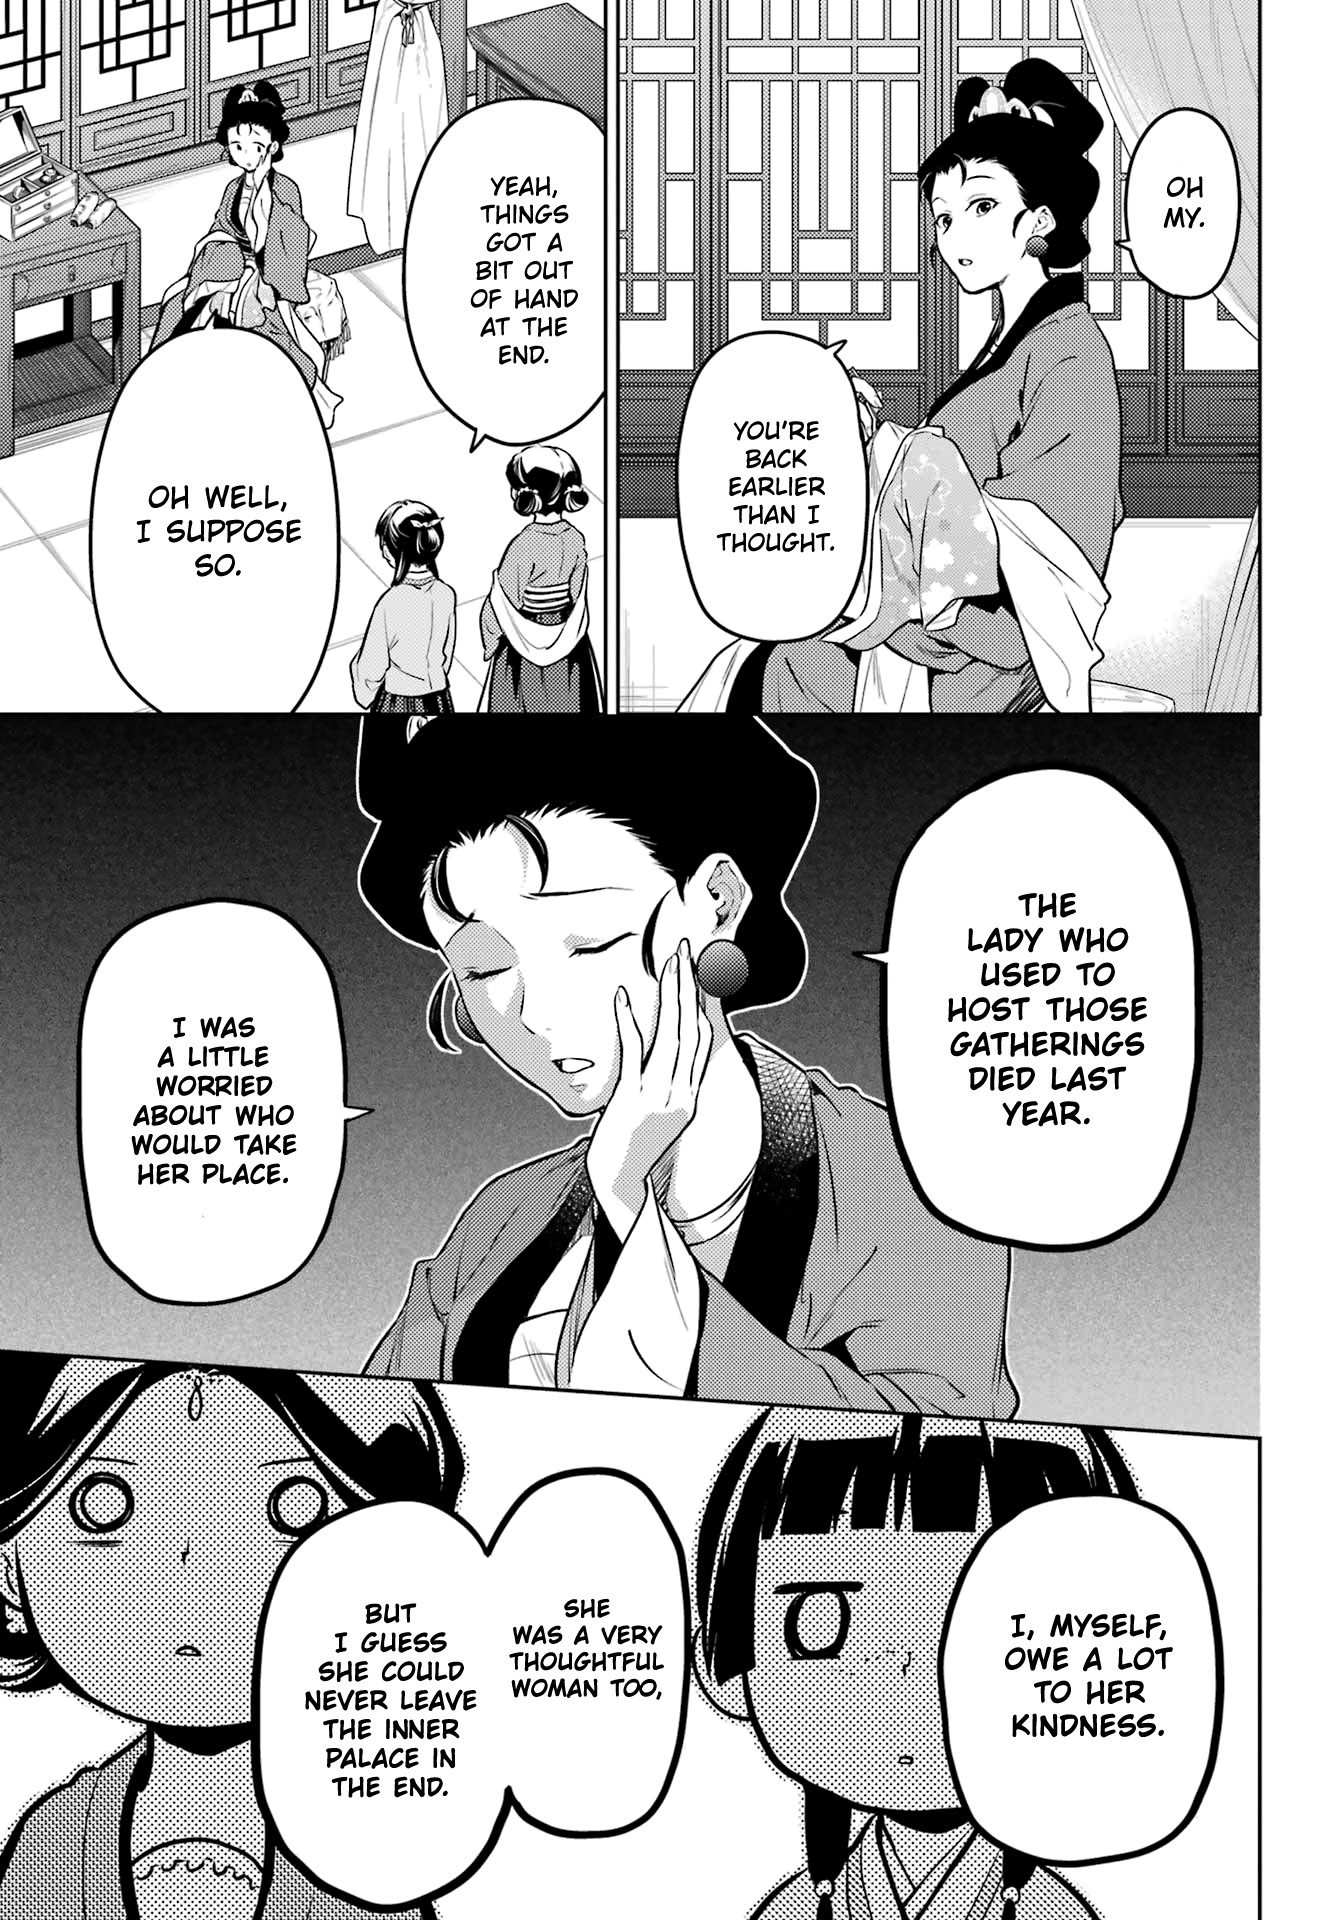 OH
MY.
YOU'RE
BACK
EARLIER
THAN I
THOUGHT.
YEAH,
THINGS
GOT A
BIT OUT
OF HAND
AT THE
END.
OH WELL,
I SUPPOSE
SO.
THE
LADY WHO
USED TO
HOST THOSE
GATHERINGS
DIED LAST
YEAR.
I WAS
A LITTLE
WORRIED
ABOUT WHO
WOULD TAKE
HER PLACE.
I, MYSELF,
OWE A LOT
TO HER
KINDNESS.
SHE
WAS A VERY
THOUGHTFUL
WOMAN TOO,
BUT
I GUESS
SHE COULD
NEVER LEAVE
THE INNER
PALACE IN
THE END.